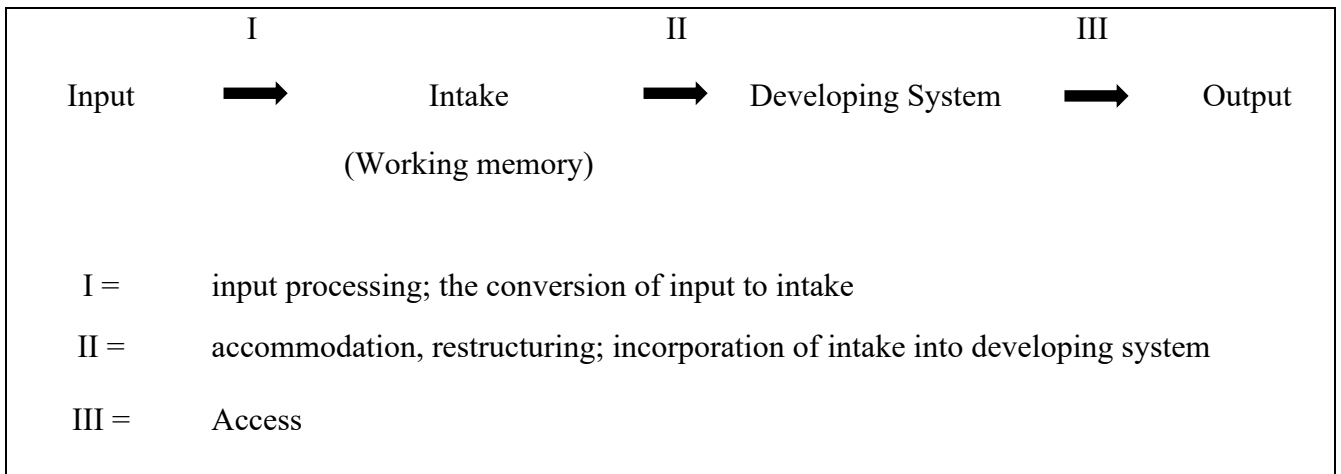 I II III
Input Intake Developing System Output
(Working memory)
I = input processing; the conversion of input to intake
II = accommodation, restructuring; incorporation of intake into developing system
III = Access